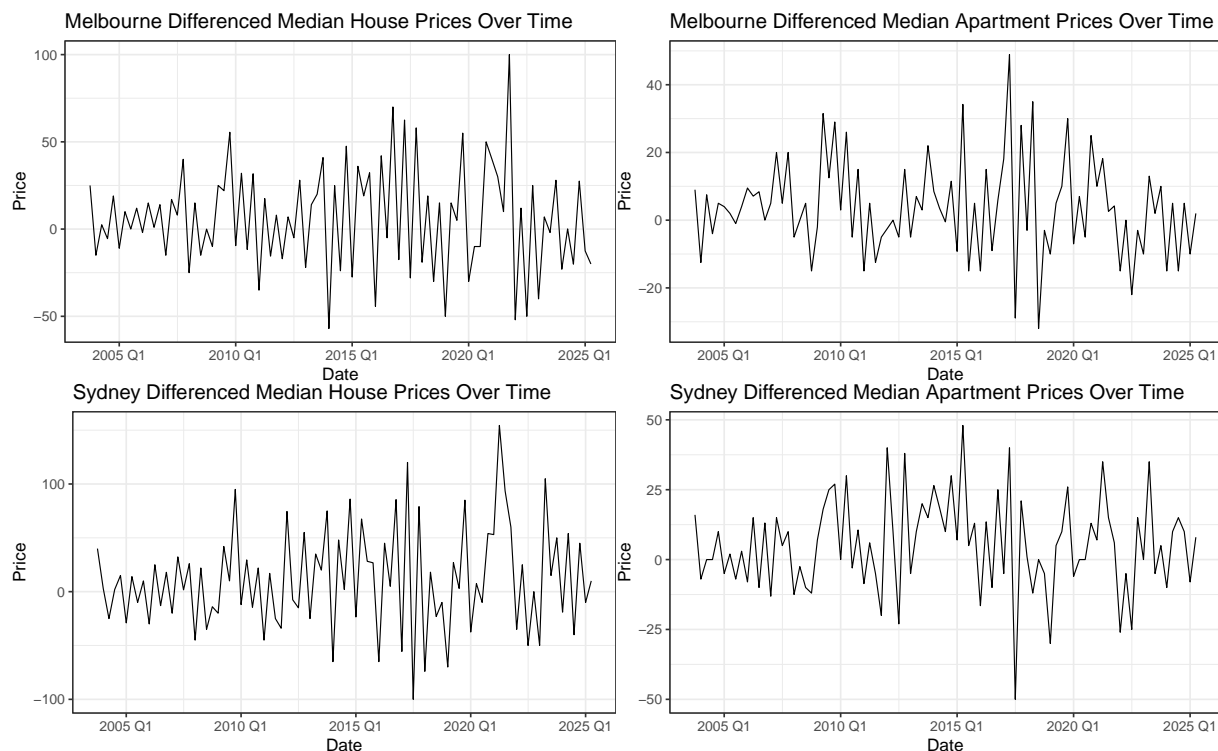 Melbourne Differenced Median House Prices Over Time
100
50
0
−50
Price
2005 Q1 2010 Q1 2015 Q1 2020 Q1 2025 Q1
Date
Melbourne Differenced Median Apartment Prices Over Time
40
20
0
−20
Price
2005 Q1 2010 Q1 2015 Q1 2020 Q1 2025 Q1
Date
Sydney Differenced Median House Prices Over Time
100
0
−100
Price
2005 Q1 2010 Q1 2015 Q1 2020 Q1 2025 Q1
Date
Sydney Differenced Median Apartment Prices Over Time
50
25
0
−25
−50
Price
2005 Q1 2010 Q1 2015 Q1 2020 Q1 2025 Q1
Date